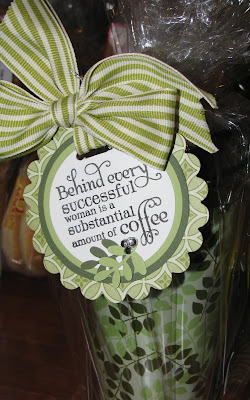 Behind every
successful
woman is a
substantial
amount of coffee